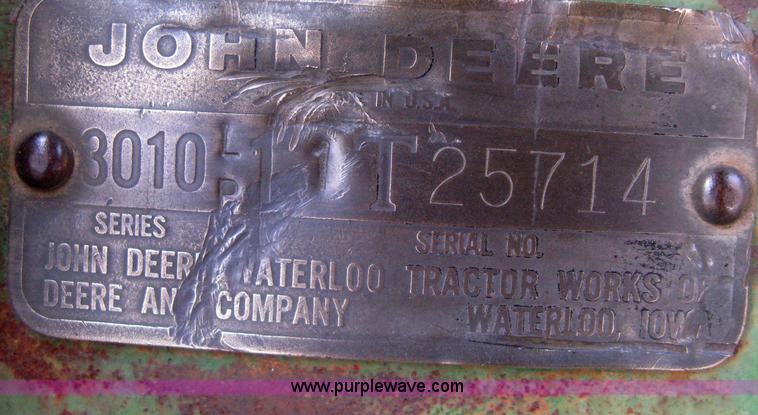 JOHN DEERE
IN U.S.A.
3010 1T25714
SERIES SERIAL NO.
JOHN DEERE WATERLOO TRACTOR WORKS OF
DEERE AND COMPANY WATERLOO, IOWA
www.purplewave.com